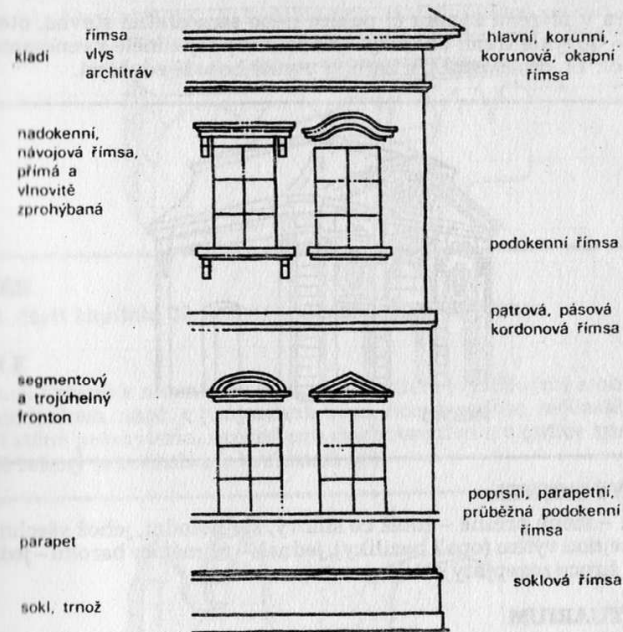 římsa
vlys
architráv
kladí
hlavní, korunní,
korunová, okapní
římsa
nadokenní,
návojová římsa,
přímá a
vlnovitě
zprohýbaná
podokenní římsa
patrová, pásová
kordonová římsa
segmentový
a trojúhelný
fronton
poprsní, parapetní,
průběžná podokenní
římsa
parapet
soklová římsa
sokl, trnož